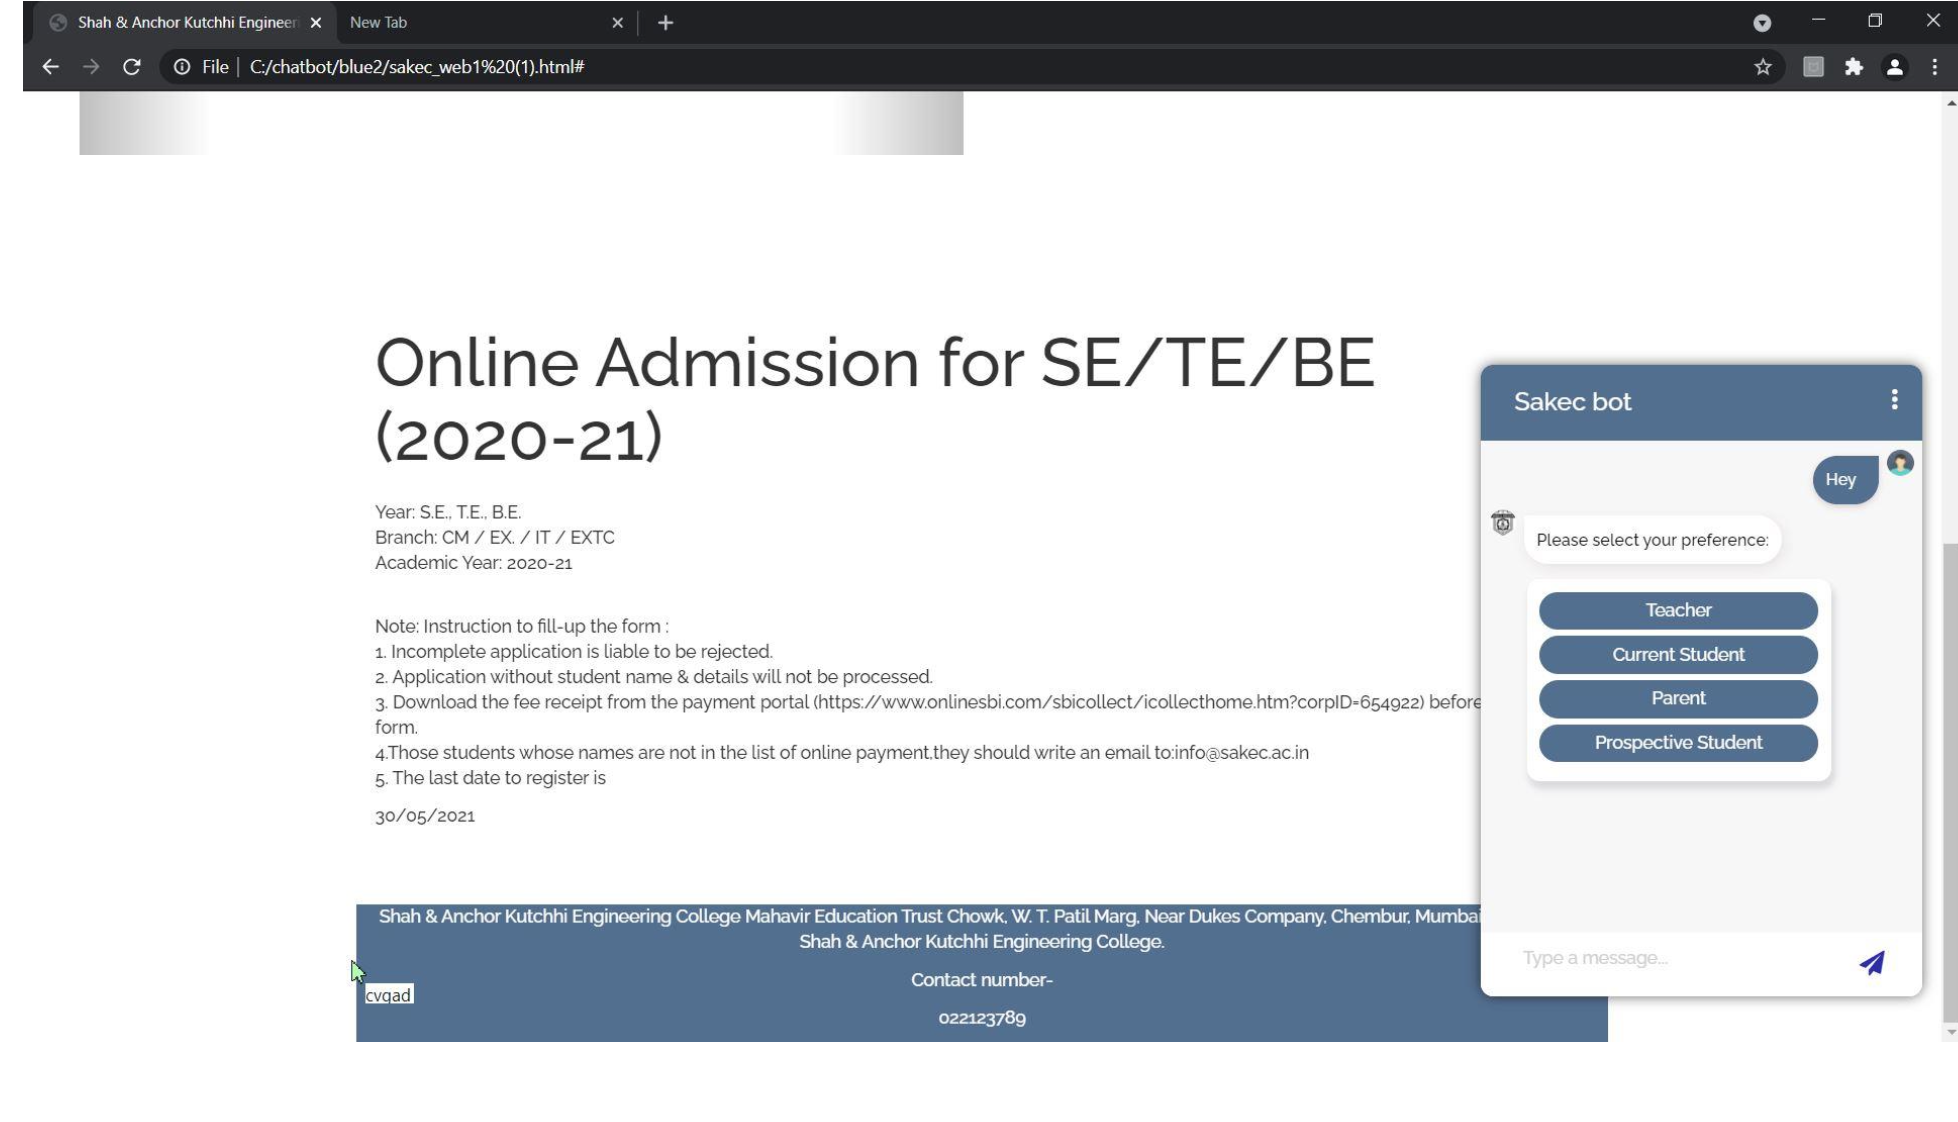 Shah & Anchor Kutchhi Engineeri
New Tab
File | C:/chatbot/blue2/sakec_web1%20(1).html#
Online Admission for SE/TE/BE
(2020-21)
Year: S.E., T.E., B.E.
Branch: CM / EX. / IT / EXTC
Academic Year: 2020-21
Note: Instruction to fill-up the form :
1. Incomplete application is liable to be rejected.
2. Application without student name & details will not be processed.
3. Download the fee receipt from the payment portal (https://www.onlinesbi.com/sbicollect/icollecthome.htm?corpID=654922) before
form.
4.Those students whose names are not in the list of online payment,they should write an email to:info@sakec.ac.in
5. The last date to register is
30/05/2021
Shah & Anchor Kutchhi Engineering College Mahavir Education Trust Chowk, W. T. Patil Marg, Near Dukes Company, Chembur, Mumbai
Shah & Anchor Kutchhi Engineering College.
Contact number-
cvqad
022123789
Sakec bot
Hey
Please select your preference:
Teacher
Current Student
Parent
Prospective Student
Type a message...